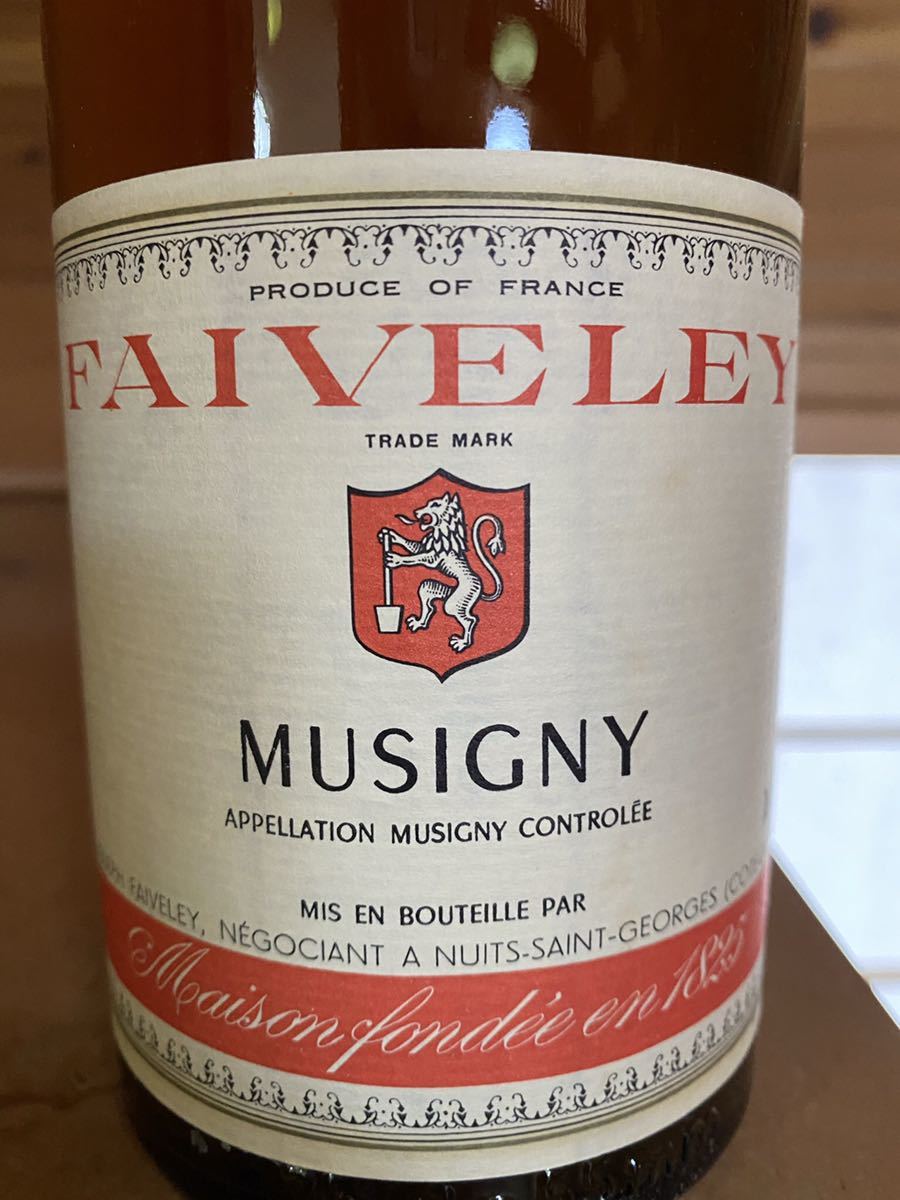 PRODUCE OF FRANCE
FAIVELEY
TRADE MARK
MUSIGNY
APPELLATION MUSIGNY CONTROLÉE
MIS EN BOUTEILLE PAR
FAIVELEY, NÉGOCIANT A NUITS-SAINT-GEORGES
Maison fondée en 1825